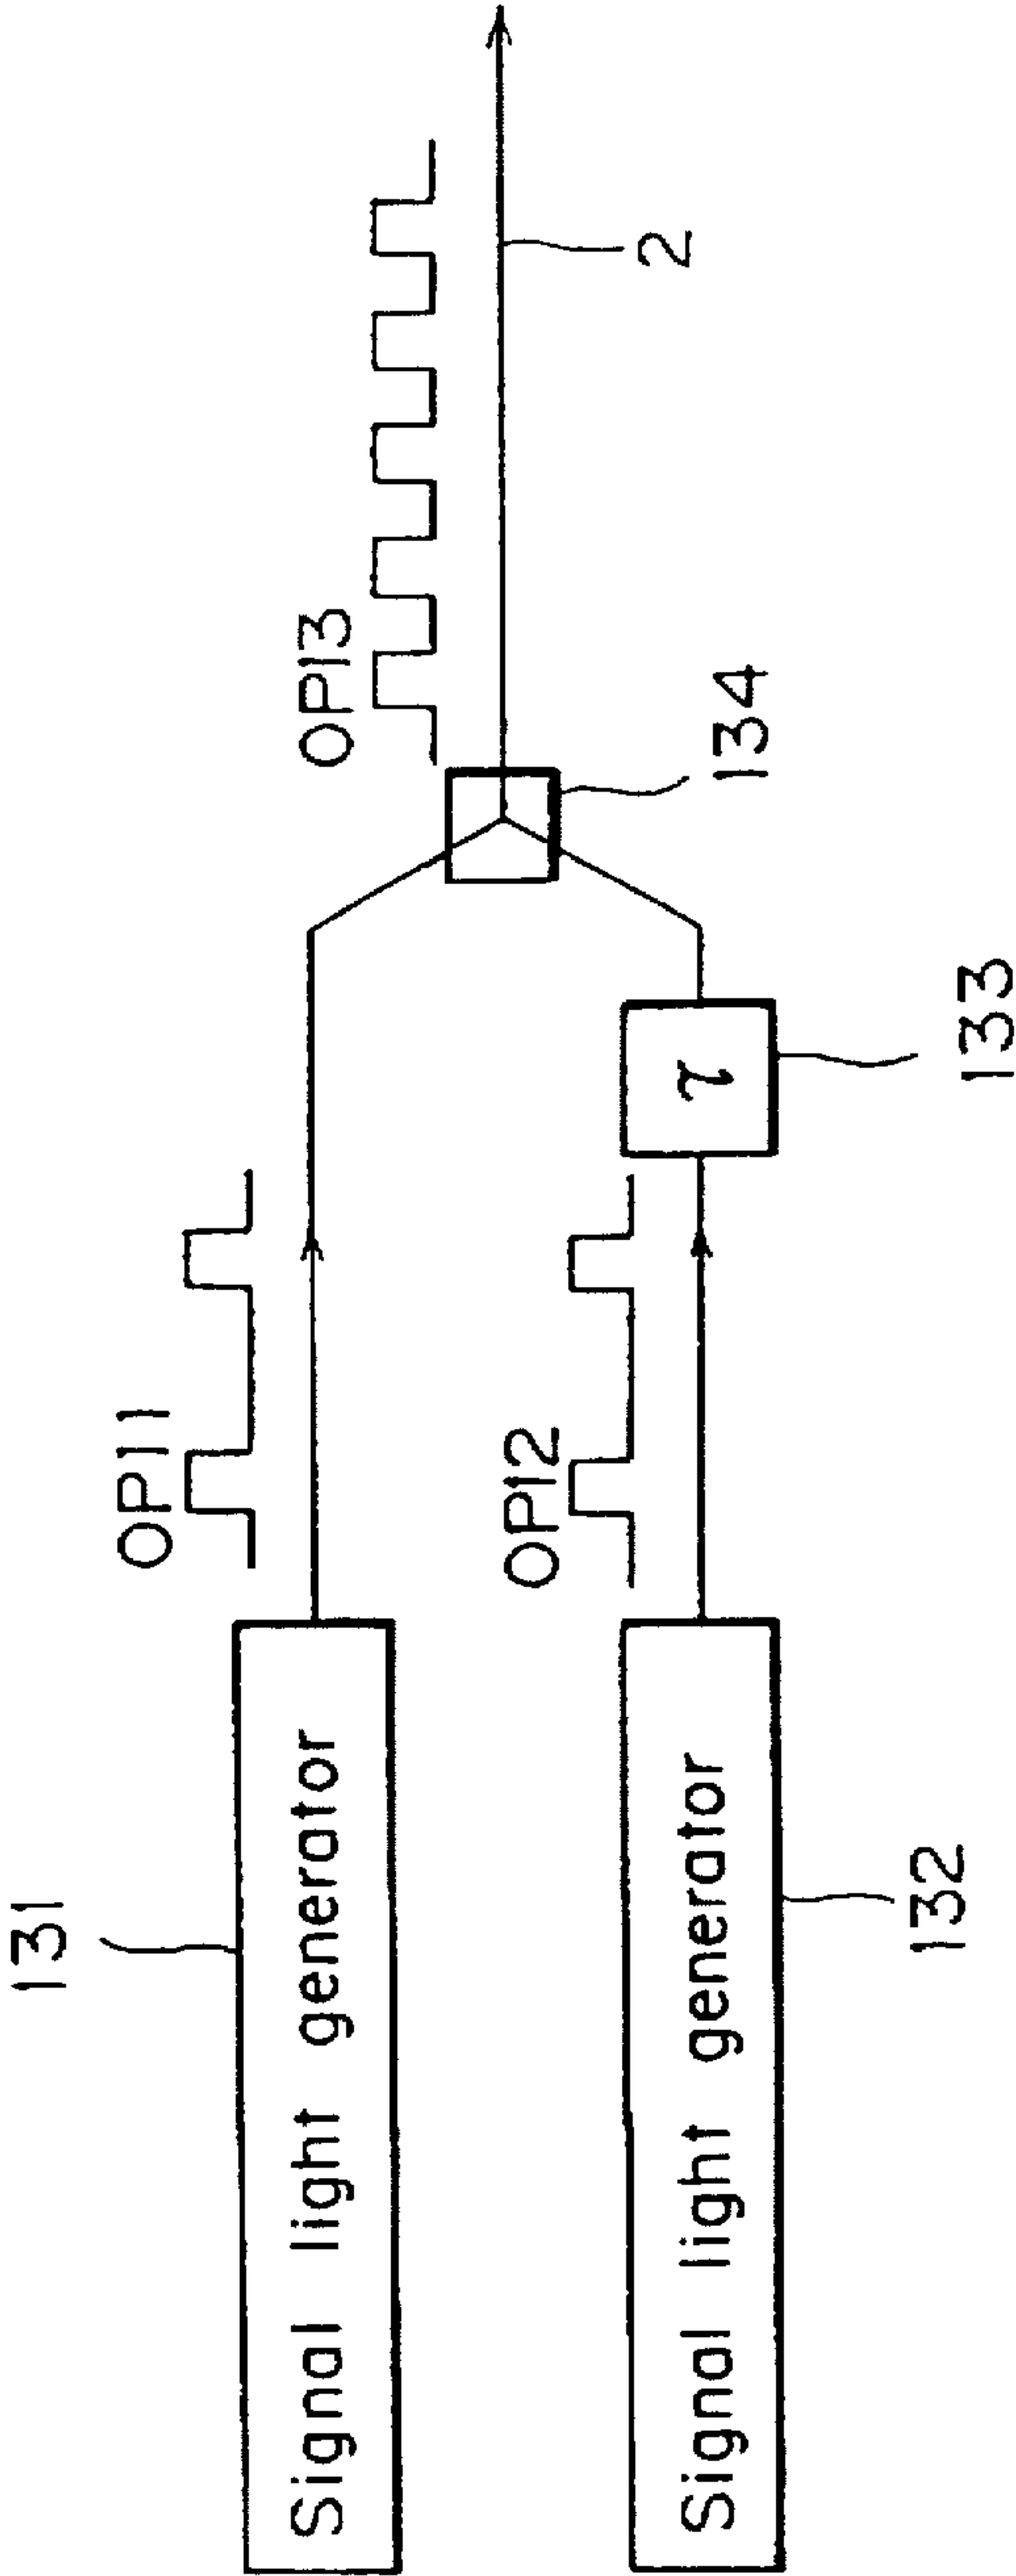 131
Signal light generator
OP11
OP13
2
134
Signal light generator
132
OP12
τ
133